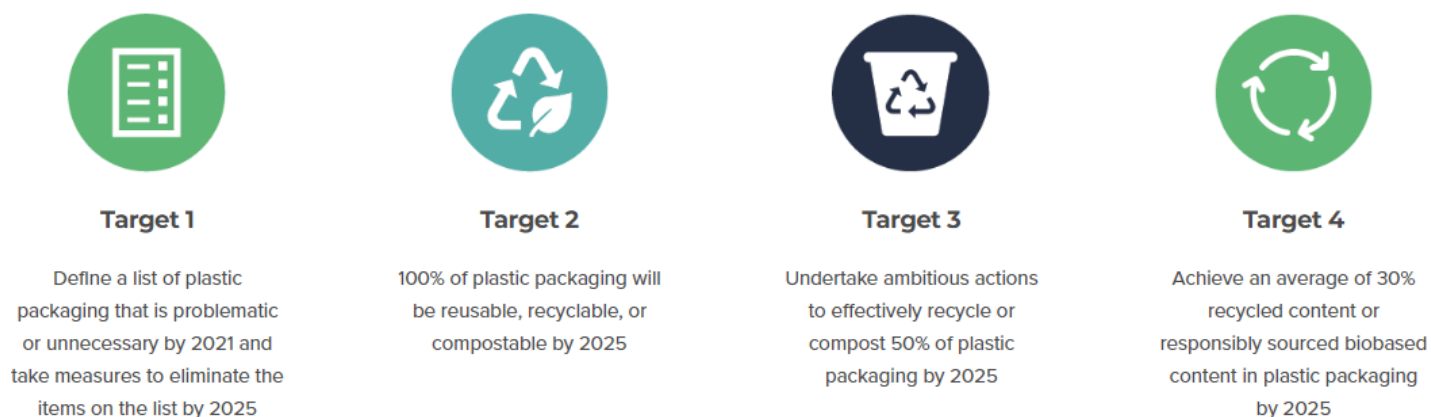 Target 1
Define a list of plastic
packaging that is problematic
or unnecessary by 2021 and
take measures to eliminate the
items on the list by 2025
Target 2
100% of plastic packaging will
be reusable, recyclable, or
compostable by 2025
Target 3
Undertake ambitious actions
to effectively recycle or
compost 50% of plastic
packaging by 2025
Target 4
Achieve an average of 30%
recycled content or
responsibly sourced biobased
content in plastic packaging
by 2025